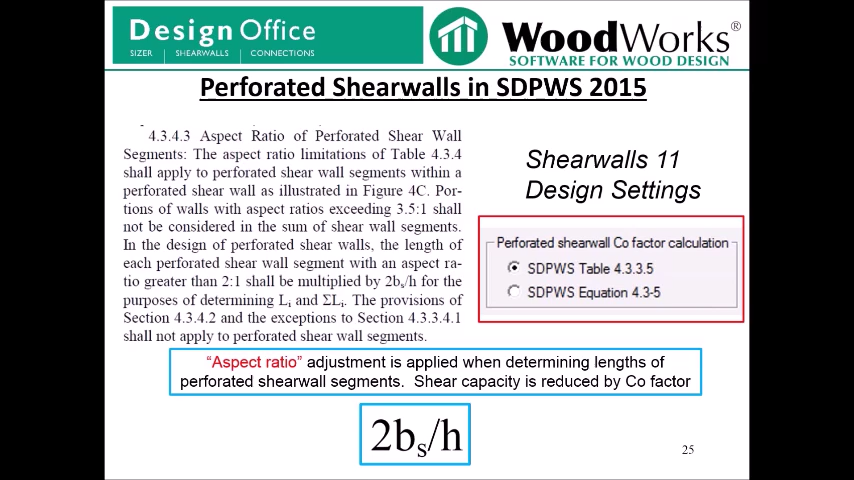 Design Office
SIZER | SHEARWALLS | CONNECTIONS
WoodWorks®
SOFTWARE FOR WOOD DESIGN
Perforated Shearwalls in SDPWS 2015
4.3.4.3 Aspect Ratio of Perforated Shear Wall
Segments: The aspect ratio limitations of Table 4.3.4
shall apply to perforated shear wall segments within a
perforated shear wall as illustrated in Figure 4C. Por-
tions of walls with aspect ratios exceeding 3.5:1 shall
not be considered in the sum of shear wall segments.
In the design of perforated shear walls, the length of
each perforated shear wall segment with an aspect ra-
tio greater than 2:1 shall be multiplied by 2bs/h for the
purposes of determining Li and ΣLi. The provisions of
Section 4.3.4.2 and the exceptions to Section 4.3.3.4.1
shall not apply to perforated shear wall segments.
Shearwalls 11
Design Settings
Perforated shearwall Co factor calculation
SDPWS Table 4.3.3.5
SDPWS Equation 4.3-5
“Aspect ratio” adjustment is applied when determining lengths of
perforated shearwall segments. Shear capacity is reduced by Co factor
2bs/h
25